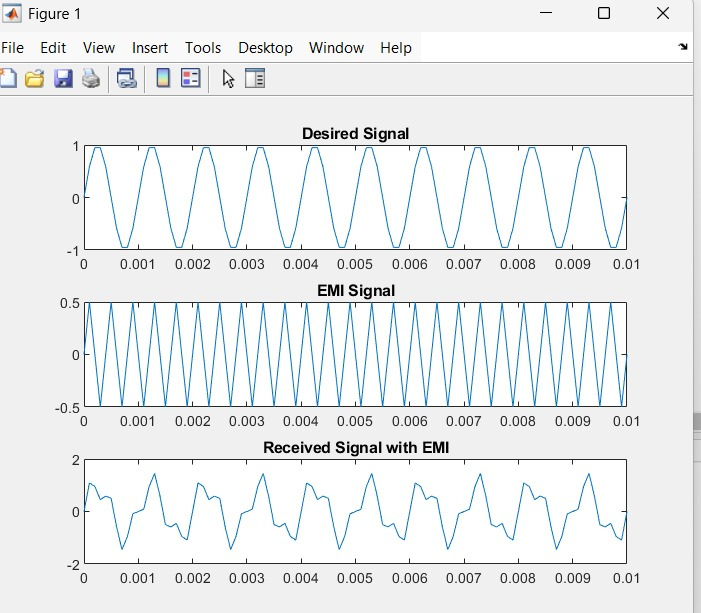 Figure 1
File Edit View Insert Tools Desktop Window Help
Desired Signal
1
0
-1
0 0.001 0.002 0.003 0.004 0.005 0.006 0.007 0.008 0.009 0.01
EMI Signal
0.5
0
-0.5
0 0.001 0.002 0.003 0.004 0.005 0.006 0.007 0.008 0.009 0.01
Received Signal with EMI
2
0
-2
0 0.001 0.002 0.003 0.004 0.005 0.006 0.007 0.008 0.009 0.01